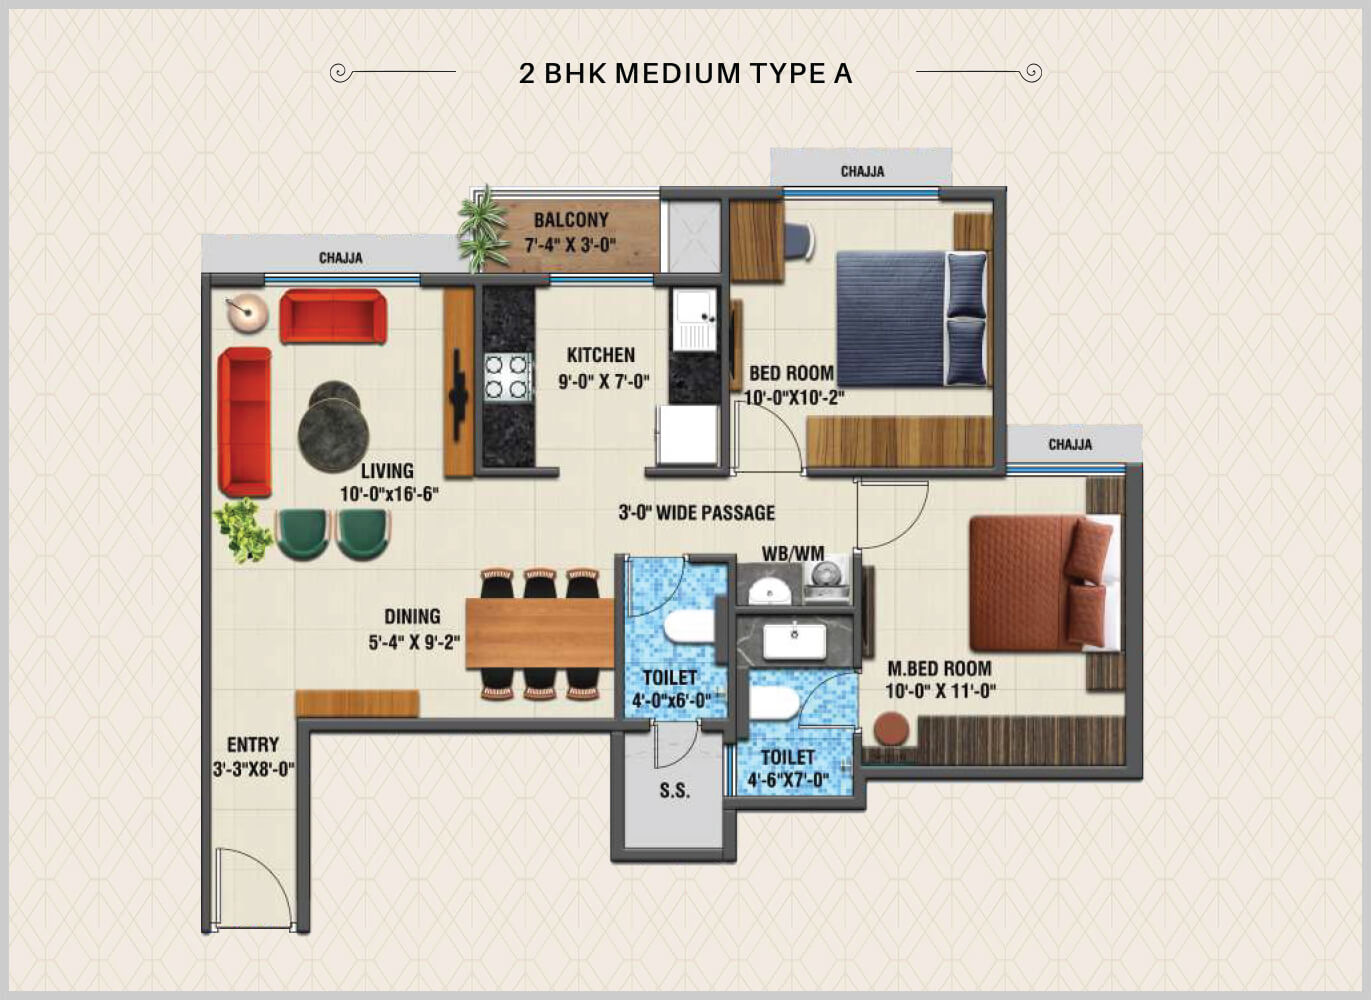 2 BHK MEDIUM TYPE A
CHAJJA
BALCONY
7'-4" X 3'-0"
CHAJJA
KITCHEN
9'-0" X 7'-0"
BED ROOM
10'-0"X10'-2"
CHAJJA
LIVING
10'-0"x16'-6"
3'-0" WIDE PASSAGE
WB/WM
DINING
5'-4" X 9'-2"
M.BED ROOM
10'-0" X 11'-0"
TOILET
4'-0"x6'-0"
ENTRY
3'-3"X8'-0"
TOILET
4'-6"X7'-0"
S.S.